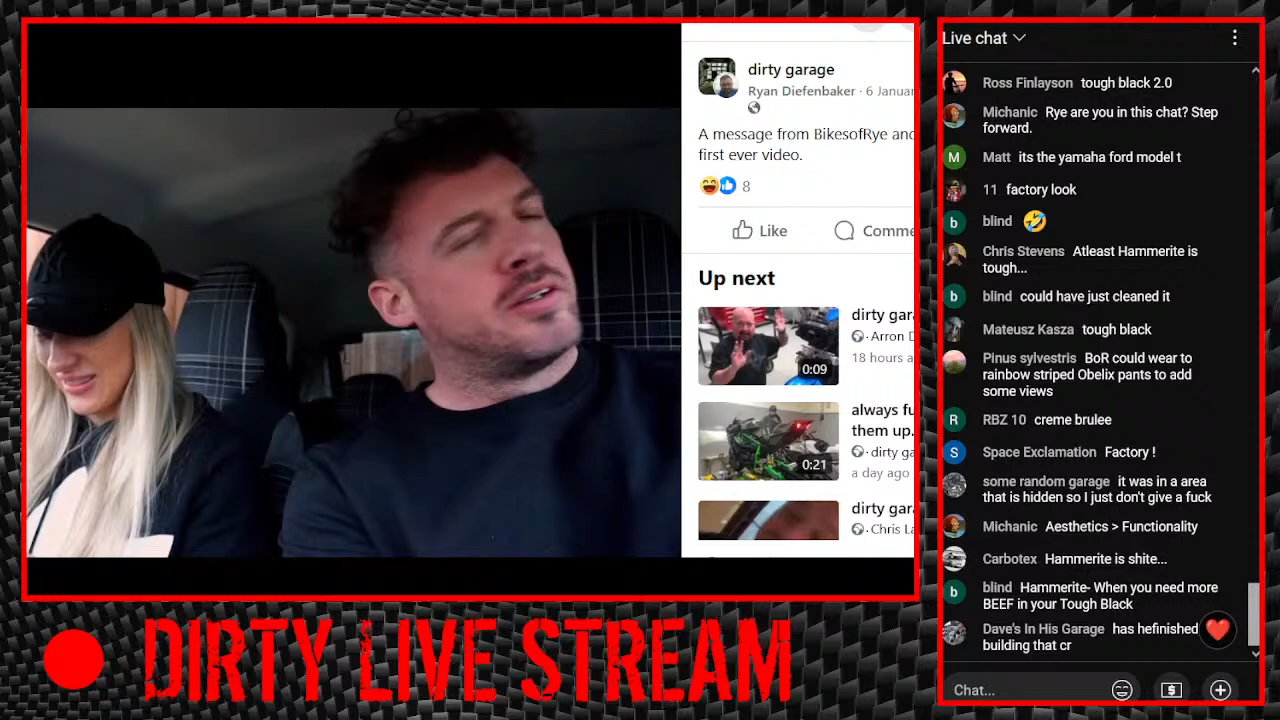 dirty garage
Ryan Diefenbaker · 6 Januar
A message from BikesofRye and
first ever video.
8
Like
Comme
Up next
dirty gar
Arron D
18 hours a
0:09
always fu
them up.
dirty ga
a day ago
0:21
dirty gar
Chris La
Live chat
Ross Finlayson tough black 2.0
Michanic Rye are you in this chat? Step
forward.
M Matt its the yamaha ford model t
11 factory look
b blind 🤣
Chris Stevens Atleast Hammerite is
tough...
b blind could have just cleaned it
Mateusz Kasza tough black
Pinus sylvestris BoR could wear to
rainbow striped Obelix pants to add
some views
R RBZ 10 creme brulee
S Space Exclamation Factory !
some random garage it was in a area
that is hidden so I just don't give a fuck
Michanic Aesthetics > Functionality
Carbotex Hammerite is shite...
b blind Hammerite- When you need more
BEEF in your Tough Black
Dave's In His Garage has hefinished
building that cr
Chat...
DIRTY LIVE STREAM